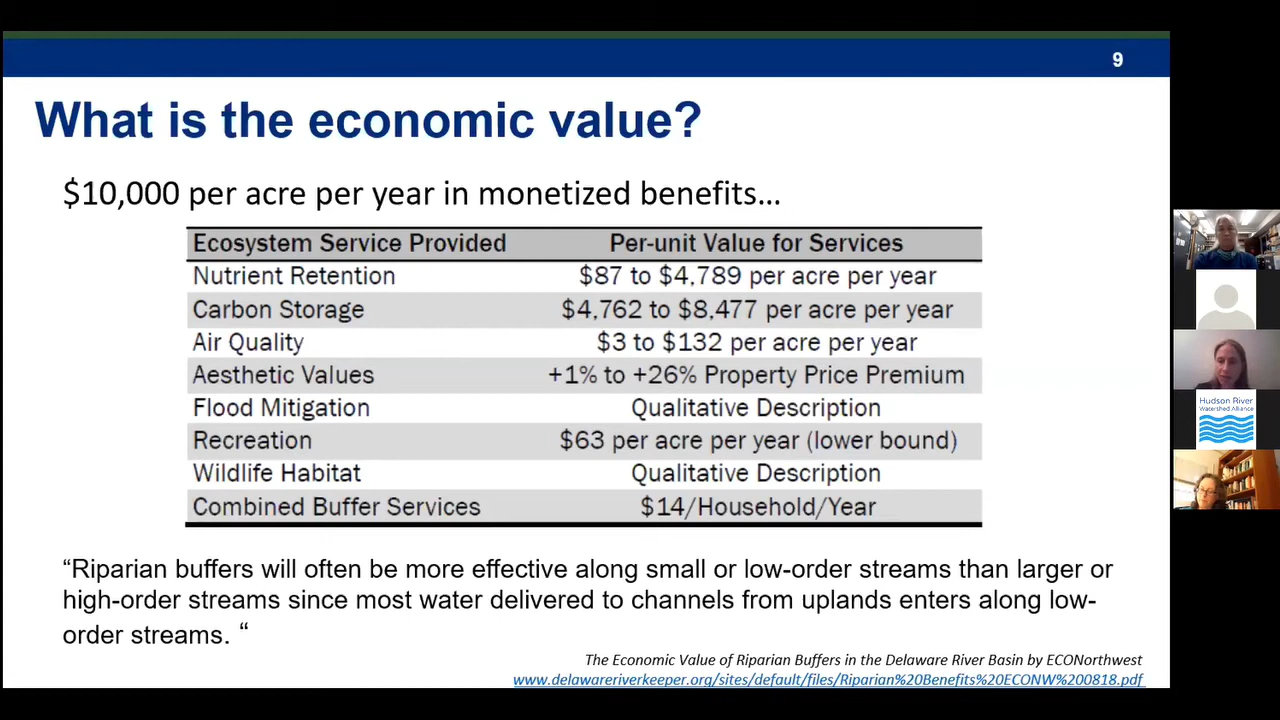 9
What is the economic value?
$10,000 per acre per year in monetized benefits…
Ecosystem Service Provided Per-unit Value for Services
Nutrient Retention $87 to $4,789 per acre per year
Carbon Storage $4,762 to $8,477 per acre per year
Air Quality $3 to $132 per acre per year
Aesthetic Values +1% to +26% Property Price Premium
Flood Mitigation Qualitative Description
Recreation $63 per acre per year (lower bound)
Wildlife Habitat Qualitative Description
Combined Buffer Services $14/Household/Year
“Riparian buffers will often be more effective along small or low-order streams than larger or
high-order streams since most water delivered to channels from uplands enters along low-
order streams. “
The Economic Value of Riparian Buffers in the Delaware River Basin by ECONorthwest
www.delawareriverkeeper.org/sites/default/files/Riparian%20Benefits%20ECONW%200818.pdf
Hudson River
Watershed Alliance